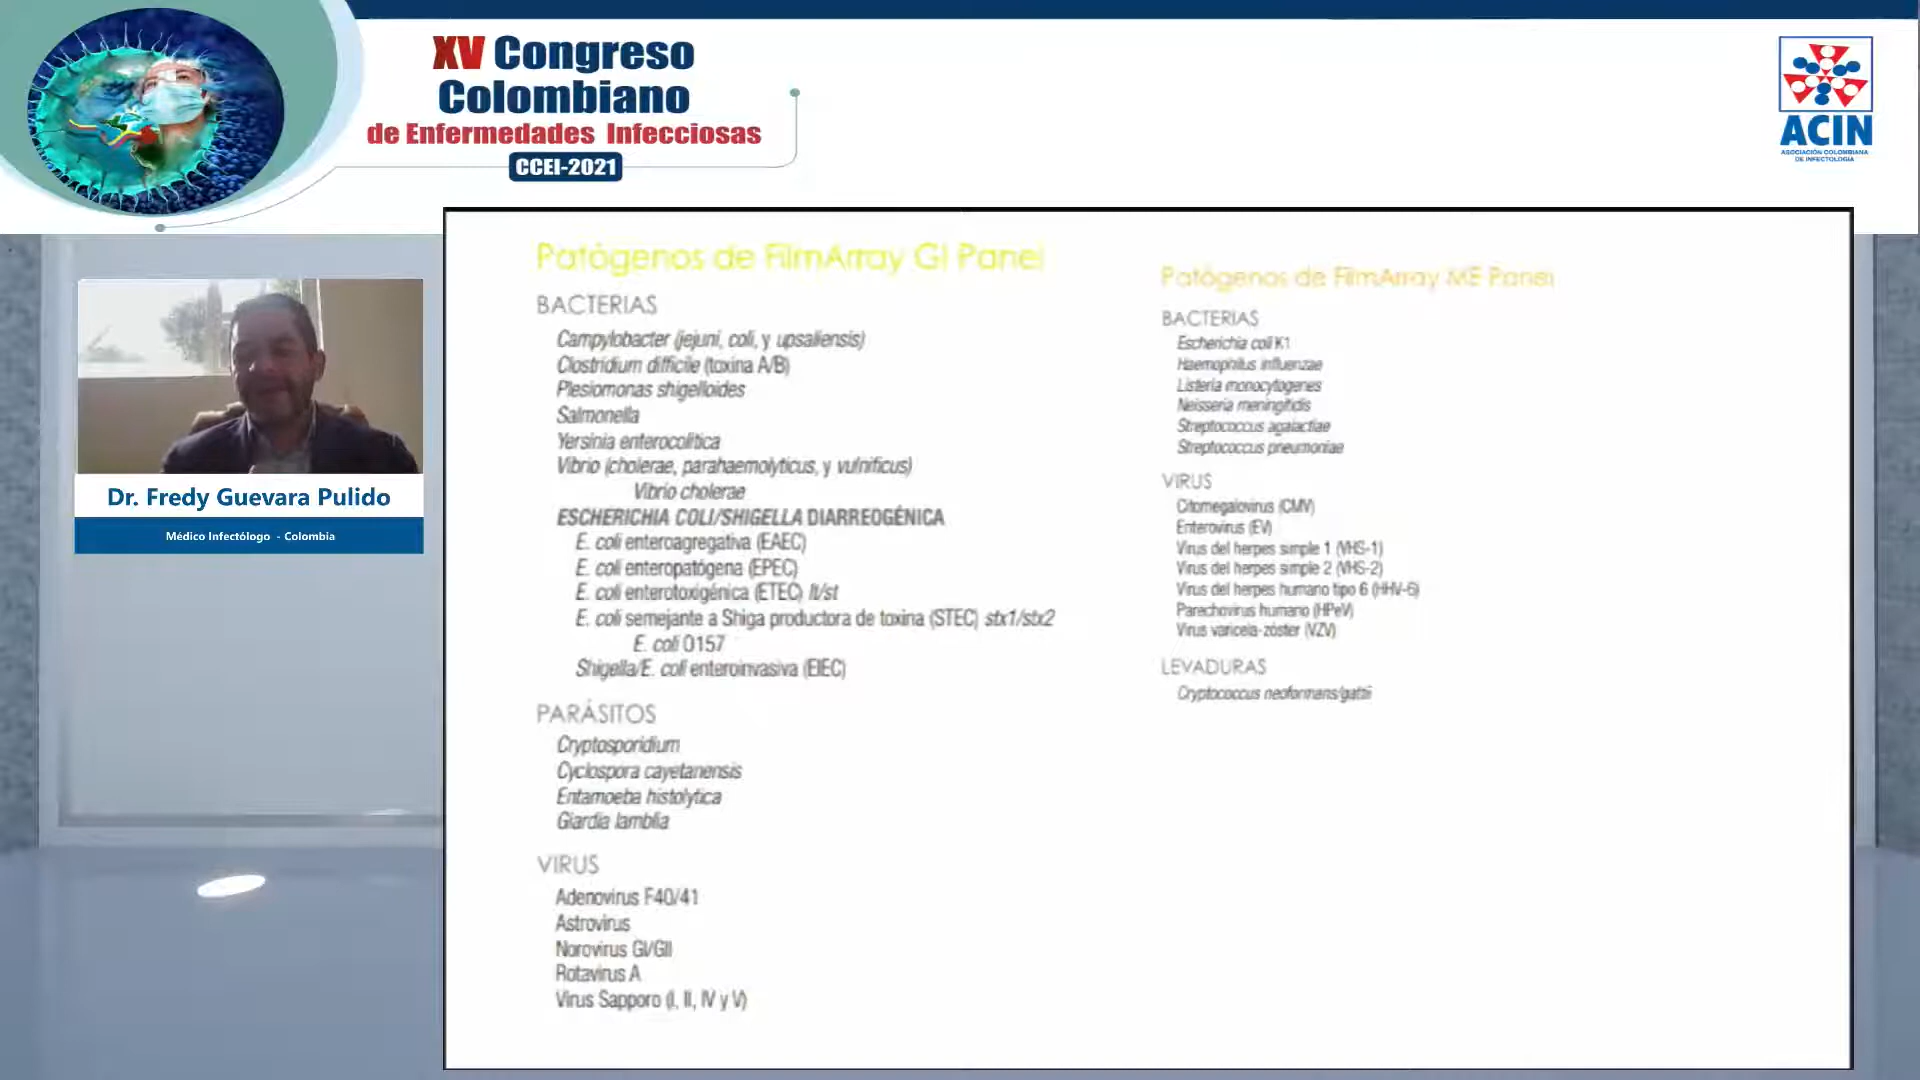 XV Congreso
Colombiano
de Enfermedades Infecciosas
CCEI-2021
ACIN
ASOCIACIÓN COLOMBIANA
DE INFECTOLOGÍA
Dr. Fredy Guevara Pulido
Médico Infectólogo - Colombia
Patógenos de FilmArray GI Panel
BACTERIAS
Campylobacter (jejuni, coli, y upsaliensis)
Clostridium difficile (toxina A/B)
Plesiomonas shigelloides
Salmonella
Yersinia enterocolitica
Vibrio (cholerae, parahaemolyticus, y vulnificus)
Vibrio cholerae
ESCHERICHIA COLI/SHIGELLA DIARREOGÉNICA
E. coli enteroagregativa (EAEC)
E. coli enteropatógena (EPEC)
E. coli enterotoxigénica (ETEC) lt/st
E. coli semejante a Shiga productora de toxina (STEC) stx1/stx2
E. coli O157
Shigella/E. coli enteroinvasiva (EIEC)
PARÁSITOS
Cryptosporidium
Cyclospora cayetanensis
Entamoeba histolytica
Giardia lamblia
VIRUS
Adenovirus F40/41
Astrovirus
Norovirus GI/GII
Rotavirus A
Virus Sapporo (I, II, IV y V)
Patógenos de FilmArray ME Panel
BACTERIAS
Escherichia coli K1
Haemophilus influenzae
Listeria monocytogenes
Neisseria meningitidis
Streptococcus agalactiae
Streptococcus pneumoniae
VIRUS
Citomegalovirus (CMV)
Enterovirus (EV)
Virus del herpes simple 1 (VHS-1)
Virus del herpes simple 2 (VHS-2)
Virus del herpes humano tipo 6 (HHV-6)
Parechovirus humano (HPeV)
Virus varicela-zóster (VZV)
LEVADURAS
Cryptococcus neoformans/gattii